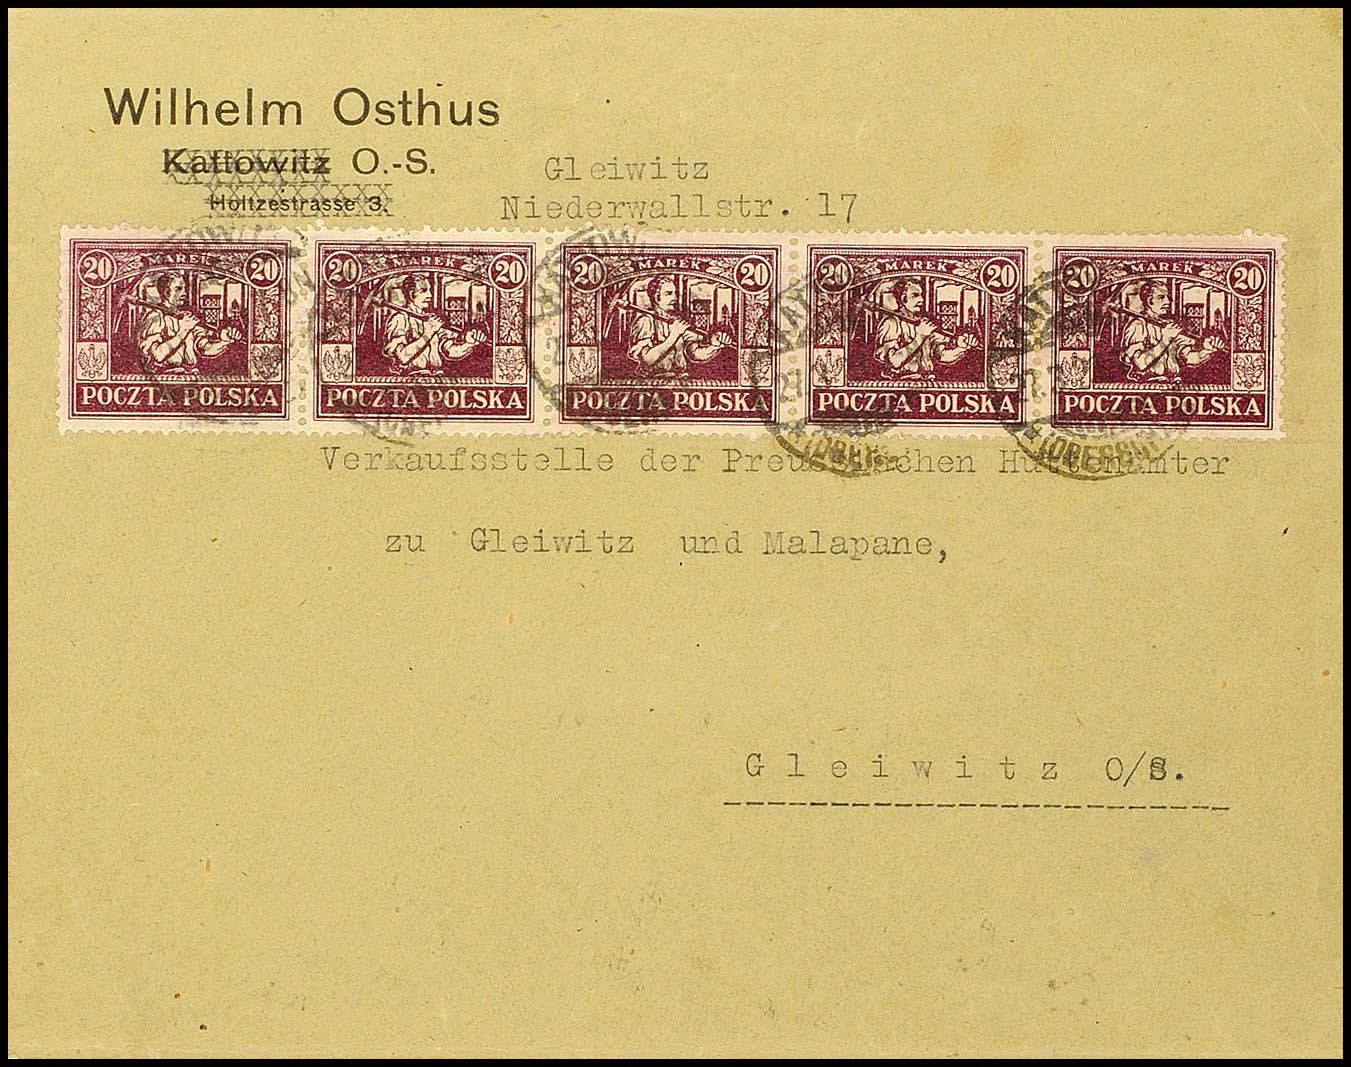 Wilhelm Osthus
Kattowitz O.-S.
Gleiwitz
Holtzestrasse 3.
Niederwallstr. 17
20 MAREK 20
POCZTA POLSKA
20 MAREK 20
POCZTA POLSKA
20 MAREK 20
POCZTA POLSKA
20 MAREK 20
POCZTA POLSKA
20 MAREK 20
POCZTA POLSKA
Verkaufsstelle der Preussischen Hüttenämter
zu Gleiwitz und Malapane,
Gleiwitz O/S.